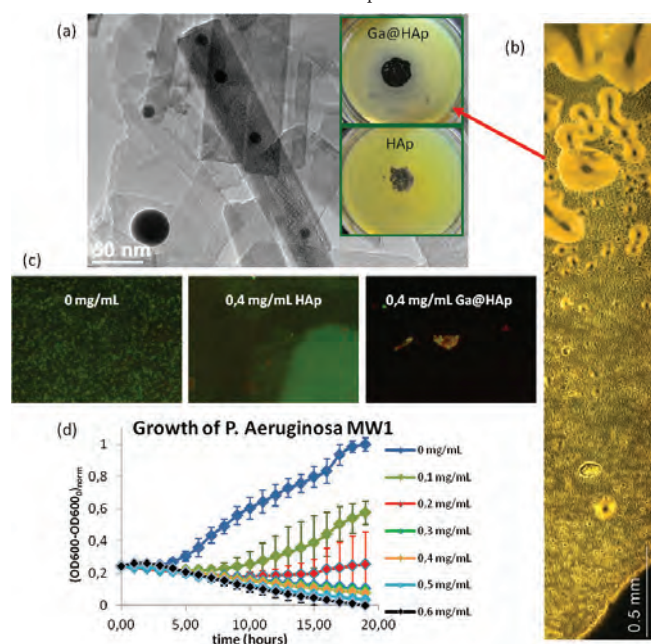 (a)
Ga@HAp
HAp
50 nm
(b)
0.5 mm
(c)
0 mg/mL
0,4 mg/mL HAp
0,4 mg/mL Ga@HAp
(d)
Growth of P. Aeruginosa MW1
(OD600-OD600₀)norm
1
0,8
0,6
0,4
0,2
0
0,00
5,00
10,00
15,00
20,00
time (hours)
0 mg/mL
0,1 mg/mL
0,2 mg/mL
0,3 mg/mL
0,4 mg/mL
0,5 mg/mL
0,6 mg/mL